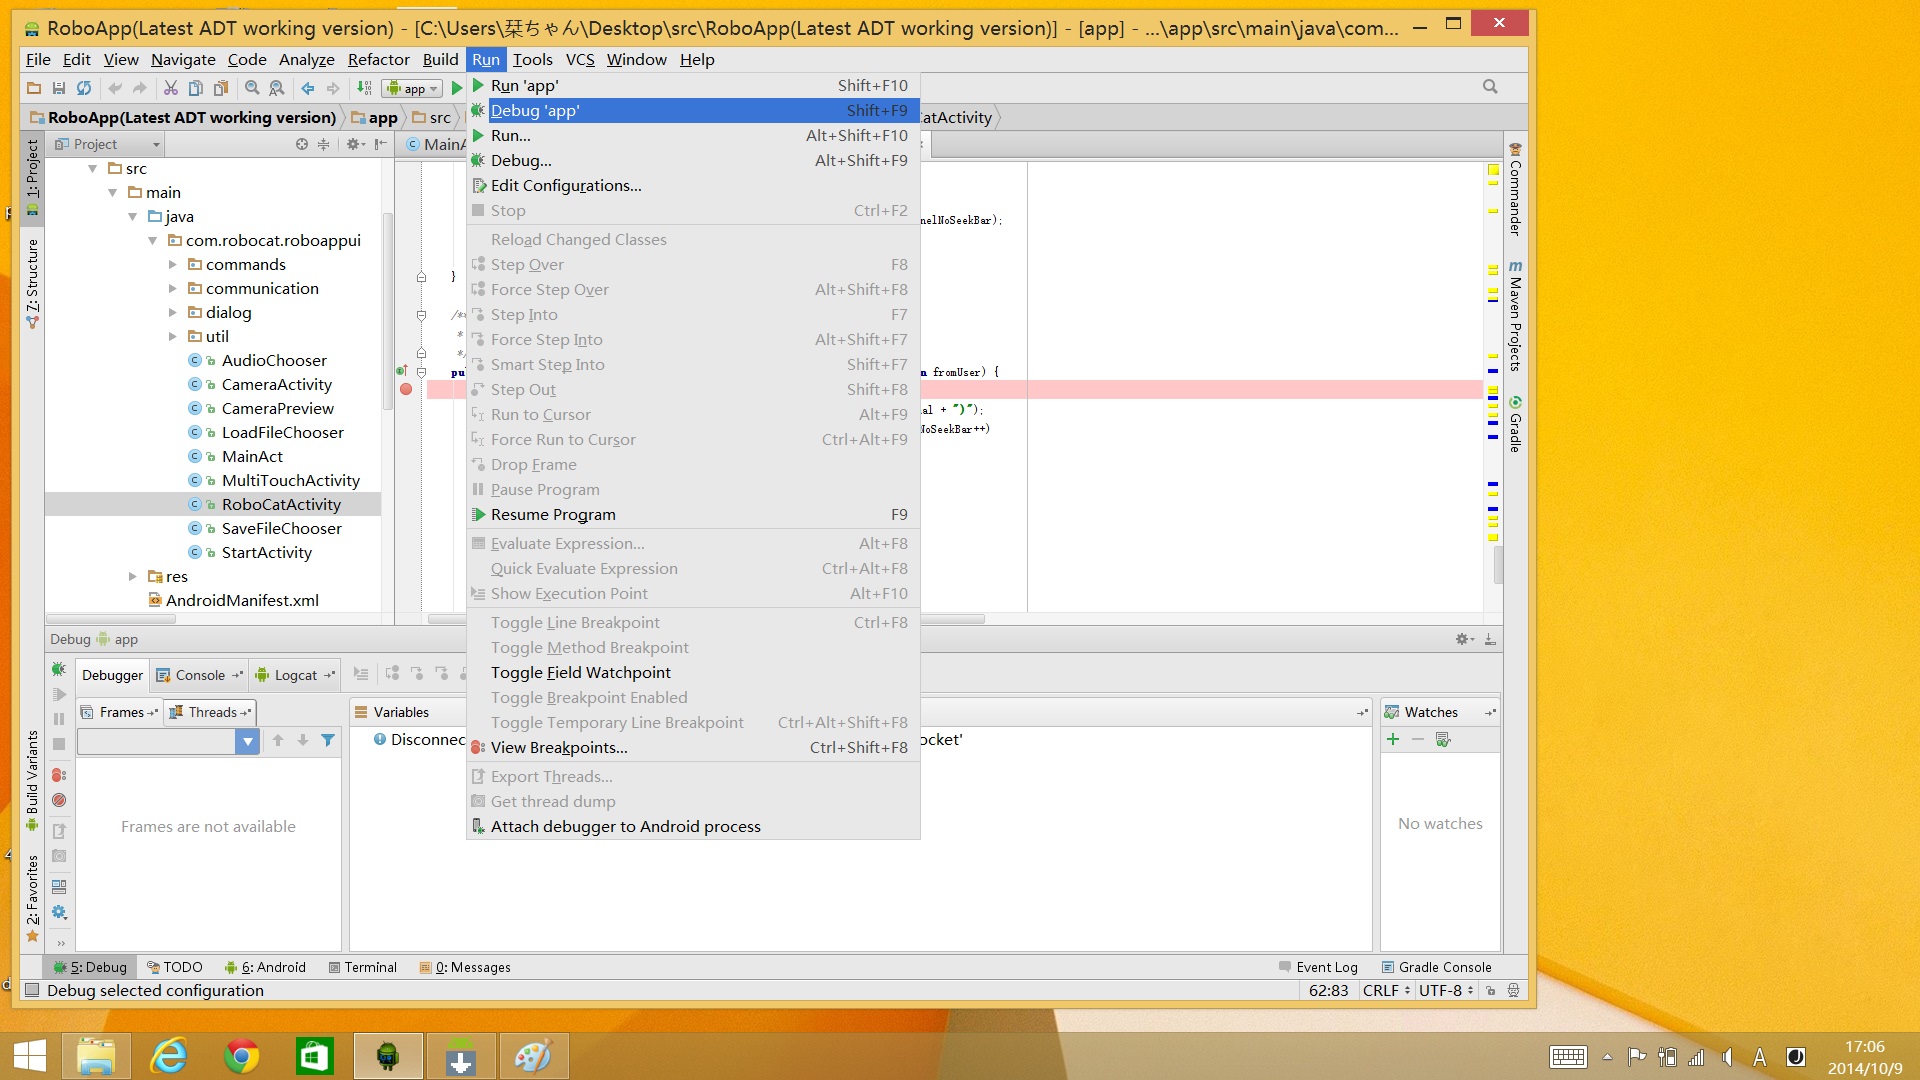 RoboApp(Latest ADT working version) - [C:\Users\栞ちゃん\Desktop\src\RoboApp(Latest ADT working version)] - [app] - ...\app\src\main\java\com...
File Edit View Navigate Code Analyze Refactor Build Run Tools VCS Window Help
app
RoboApp(Latest ADT working version) app src atActivity
Project
MainA
1: Project
7: Structure
Build Variants
2: Favorites
src
main
java
com.robocat.roboappui
commands
communication
dialog
util
AudioChooser
CameraActivity
CameraPreview
LoadFileChooser
MainAct
MultiTouchActivity
RoboCatActivity
SaveFileChooser
StartActivity
res
AndroidManifest.xml
nelNoSeekBar);
}
/**
*
*/
pu n fromUser) {
al + ")");
NoSeekBar++)
Run 'app' Shift+F10
Debug 'app' Shift+F9
Run... Alt+Shift+F10
Debug... Alt+Shift+F9
Edit Configurations...
Stop Ctrl+F2
Reload Changed Classes
Step Over F8
Force Step Over Alt+Shift+F8
Step Into F7
Force Step Into Alt+Shift+F7
Smart Step Into Shift+F7
Step Out Shift+F8
Run to Cursor Alt+F9
Force Run to Cursor Ctrl+Alt+F9
Drop Frame
Pause Program
Resume Program F9
Evaluate Expression... Alt+F8
Quick Evaluate Expression Ctrl+Alt+F8
Show Execution Point Alt+F10
Toggle Line Breakpoint Ctrl+F8
Toggle Method Breakpoint
Toggle Field Watchpoint
Toggle Breakpoint Enabled
Toggle Temporary Line Breakpoint Ctrl+Alt+Shift+F8
View Breakpoints... Ctrl+Shift+F8
Export Threads...
Get thread dump
Attach debugger to Android process
Commander
Maven Projects
Gradle
Debug app
Debugger Console Logcat
Frames Threads
Variables
Watches
Disconnec ocket'
Frames are not available
No watches
5: Debug TODO 6: Android Terminal 0: Messages Event Log Gradle Console
Debug selected configuration 62:83 CRLF UTF-8
A
17:06
2014/10/9